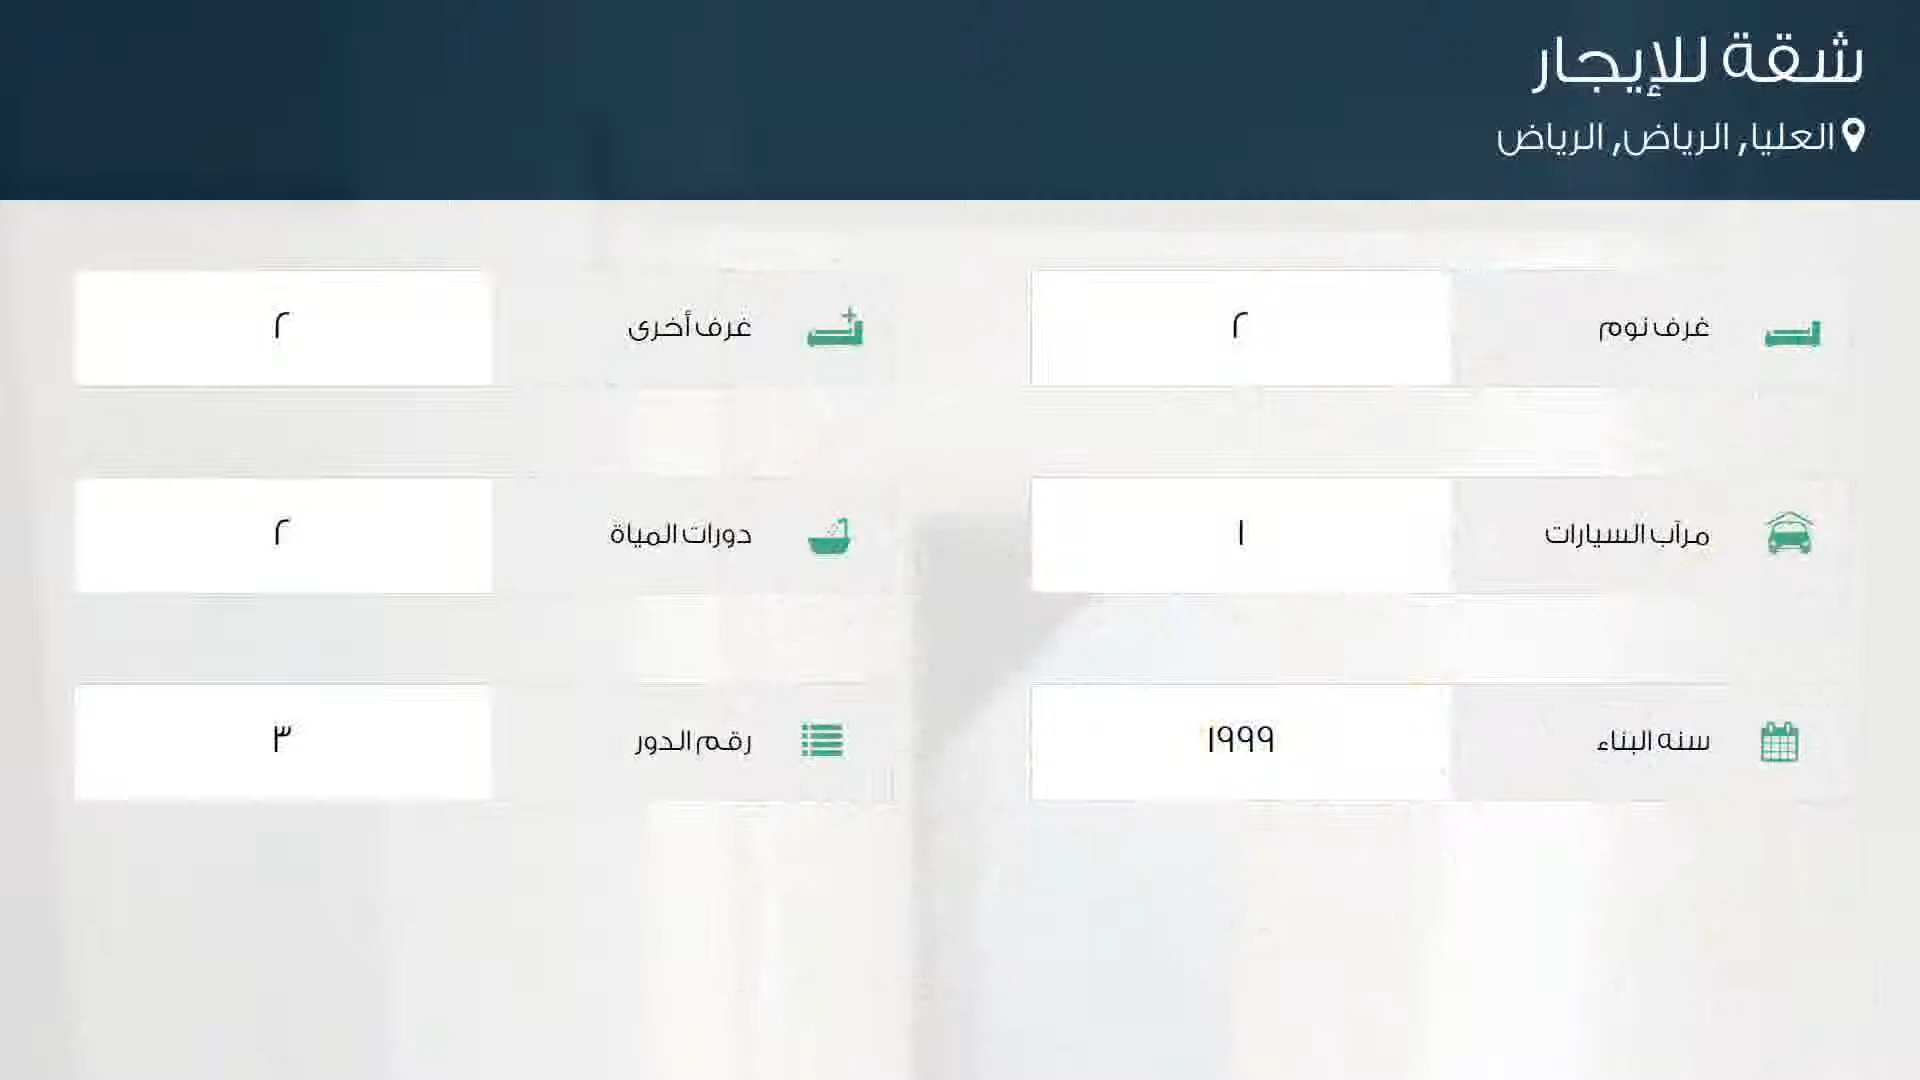 شقة للإيجار
العليا, الرياض, الرياض
غرف نوم ٢
غرف أخرى ٢
مرآب السيارات ١
دورات المياة ٢
سنه البناء ١٩٩٩
رقم الدور ٣